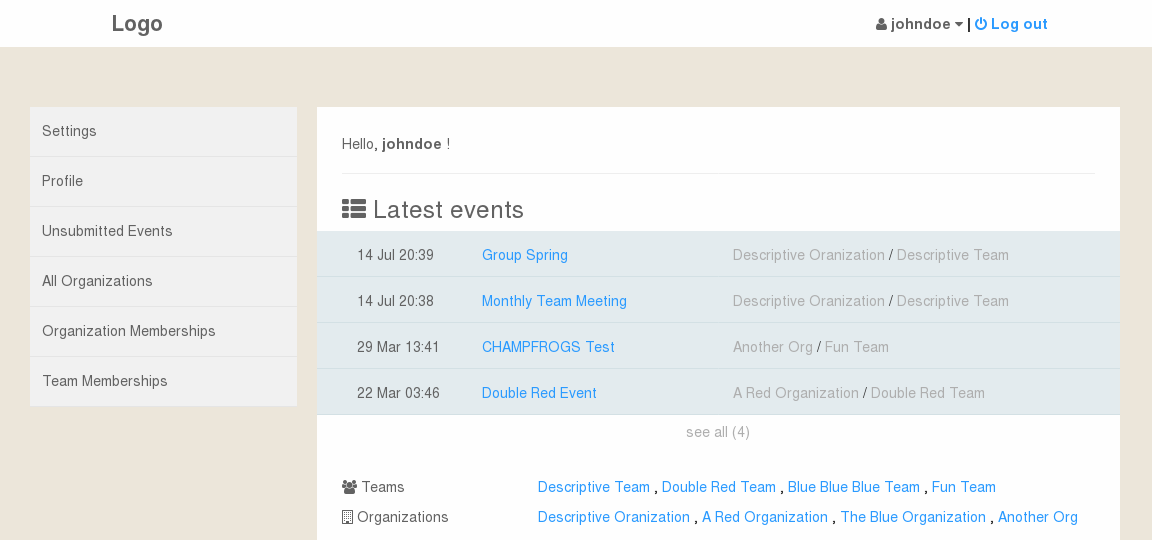 Logo
johndoe | Log out
Settings
Profile
Unsubmitted Events
All Organizations
Organization Memberships
Team Memberships
Hello, johndoe !
Latest events
14 Jul 20:39 Group Spring Descriptive Oranization / Descriptive Team
14 Jul 20:38 Monthly Team Meeting Descriptive Oranization / Descriptive Team
29 Mar 13:41 CHAMPFROGS Test Another Org / Fun Team
22 Mar 03:46 Double Red Event A Red Organization / Double Red Team
see all (4)
Teams Descriptive Team , Double Red Team , Blue Blue Blue Team , Fun Team
Organizations Descriptive Oranization , A Red Organization , The Blue Organization , Another Org